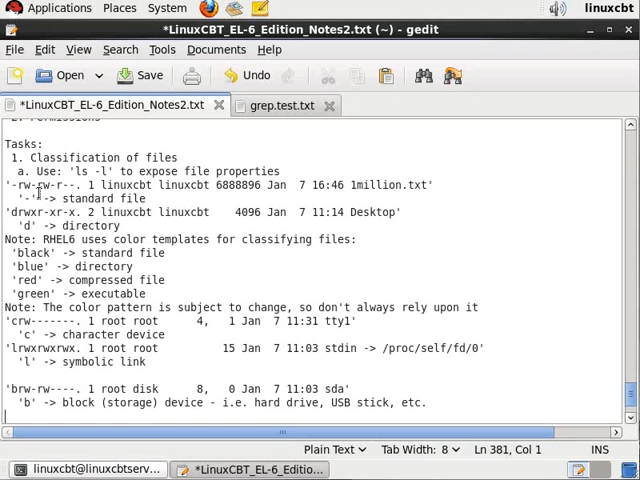 Applications Places System linuxcbt
*LinuxCBT_EL-6_Edition_Notes2.txt (~) - gedit
File Edit View Search Tools Documents Help
Open Save Undo
*LinuxCBT_EL-6_Edition_Notes2.txt grep.test.txt
2. Permissions
Tasks:
1. Classification of files
a. Use: 'ls -l' to expose file properties
'-rw-rw-r--. 1 linuxcbt linuxcbt 6888896 Jan 7 16:46 1million.txt'
'-' -> standard file
'drwxr-xr-x. 2 linuxcbt linuxcbt 4096 Jan 7 11:14 Desktop'
'd' -> directory
Note: RHEL6 uses color templates for classifying files:
'black' -> standard file
'blue' -> directory
'red' -> compressed file
'green' -> executable
Note: The color pattern is subject to change, so don't always rely upon it
'crw-------. 1 root root 4, 1 Jan 7 11:31 tty1'
'c' -> character device
'lrwxrwxrwx. 1 root root 15 Jan 7 11:03 stdin -> /proc/self/fd/0'
'l' -> symbolic link
'brw-rw----. 1 root disk 8, 0 Jan 7 11:03 sda'
'b' -> block (storage) device - i.e. hard drive, USB stick, etc.
Plain Text Tab Width: 8 Ln 381, Col 1 INS
linuxcbt@linuxcbtserv... *LinuxCBT_EL-6_Editio...